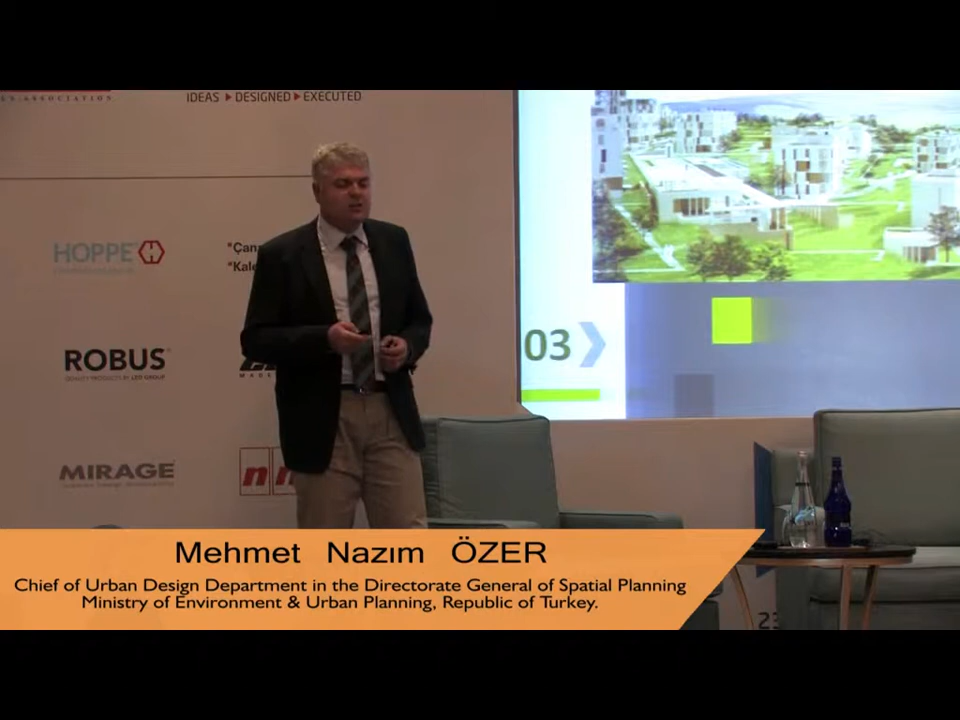 IDEAS ▶ DESIGNED ▶ EXECUTED
HOPPE
ROBUS
MIRAGE
03
Mehmet Nazım ÖZER
Chief of Urban Design Department in the Directorate General of Spatial Planning
Ministry of Environment & Urban Planning, Republic of Turkey.